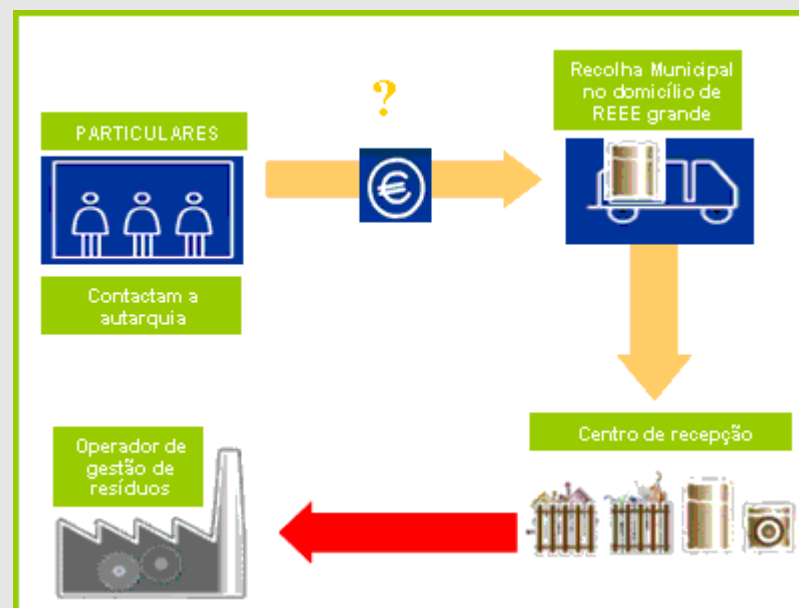 ?
Recolha Municipal
no domicílio de
REEE grande
PARTICULARES
€
Contactam a
autarquia
Centro de recepção
Operador de
gestão de
resíduos